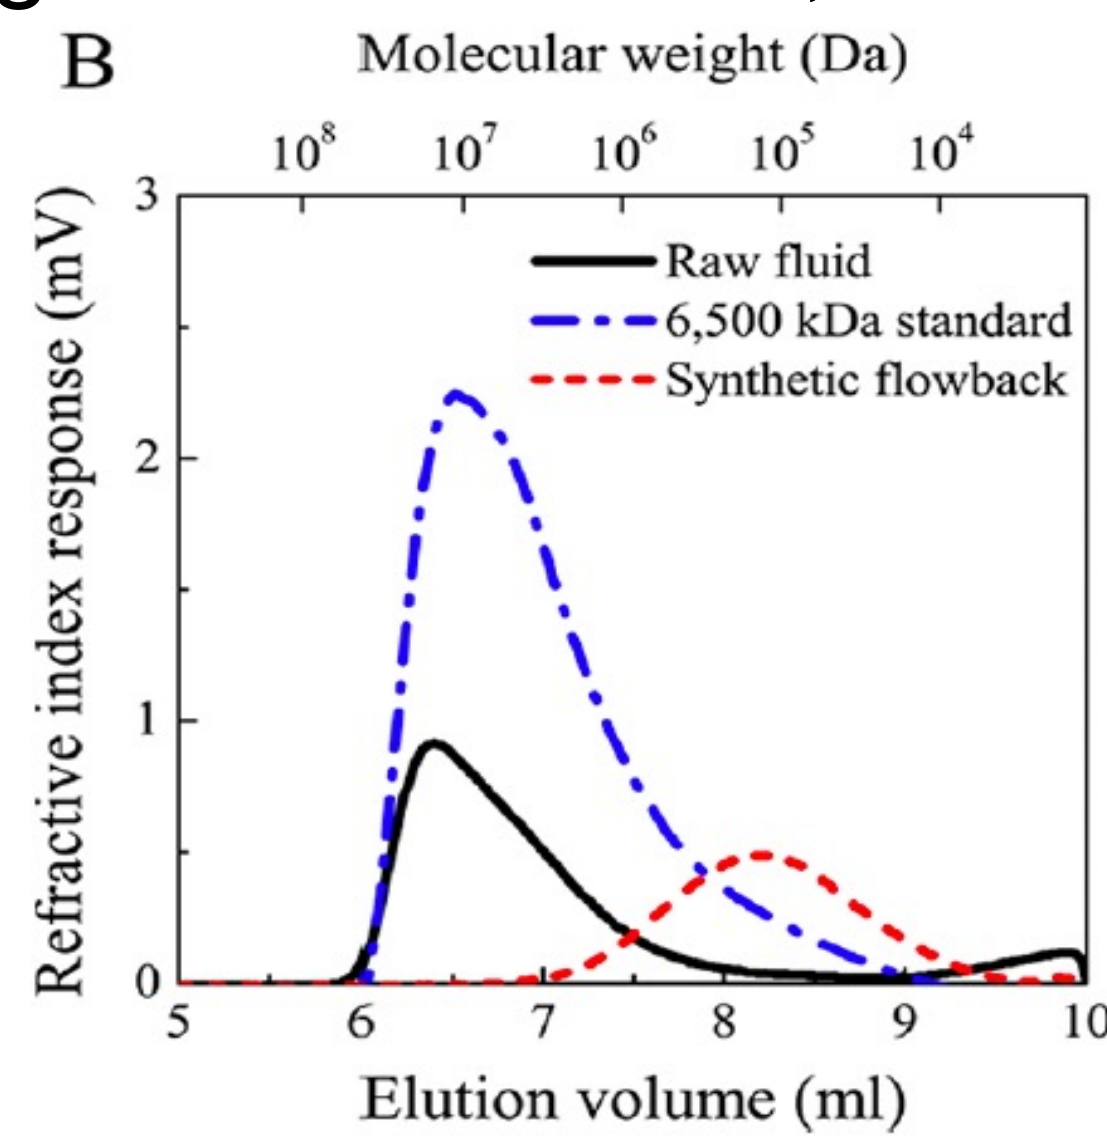 B
Molecular weight (Da)
10⁸ 10⁷ 10⁶ 10⁵ 10⁴
Refractive index response (mV)
3
2
1
0
Raw fluid
6,500 kDa standard
Synthetic flowback
5 6 7 8 9 10
Elution volume (ml)